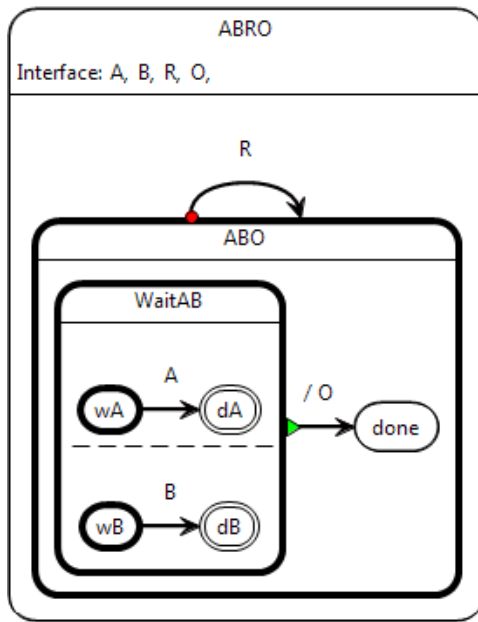 ABRO
Interface: A, B, R, O,
R
ABO
WaitAB
A
/ O
wA
dA
done
B
wB
dB